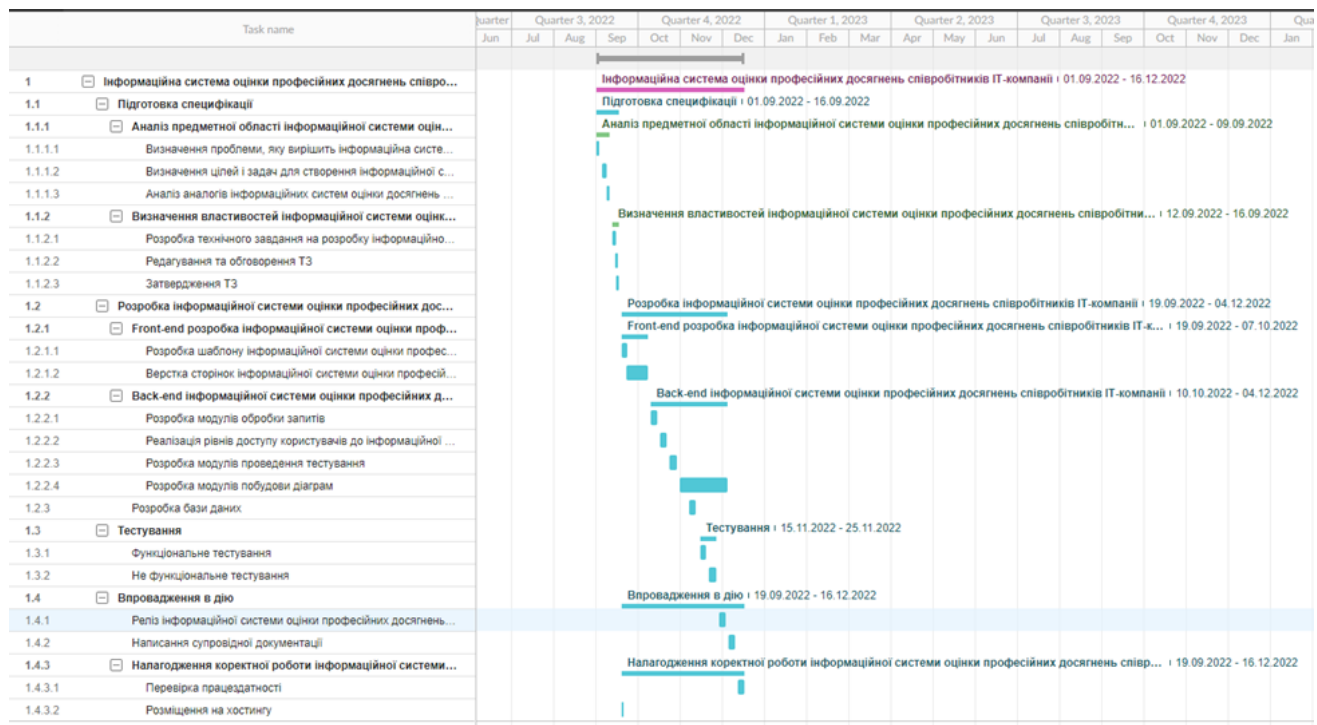 Task name
uarter Quarter 3, 2022 Quarter 4, 2022 Quarter 1, 2023 Quarter 2, 2023 Quarter 3, 2023 Quarter 4, 2023 Qua
Jun Jul Aug Sep Oct Nov Dec Jan Feb Mar Apr May Jun Jul Aug Sep Oct Nov Dec Jan
1 Інформаційна система оцінки професійних досягнень співро... Інформаційна система оцінки професійних досягнень співробітників ІТ-компанії 01.09.2022 - 16.12.2022
1.1 Підготовка специфікації Підготовка специфікації 01.09.2022 - 16.09.2022
1.1.1 Аналіз предметної області інформаційної системи оцін... Аналіз предметної області інформаційної системи оцінки професійних досягнень співробітн... 01.09.2022 - 09.09.2022
1.1.1.1 Визначення проблеми, яку вирішить інформаційна систе...
1.1.1.2 Визначення цілей і задач для створення інформаційної с...
1.1.1.3 Аналіз аналогів інформаційних систем оцінки досягнень ...
1.1.2 Визначення властивостей інформаційної системи оцінк... Визначення властивостей інформаційної системи оцінки професійних досягнень співробітни... 12.09.2022 - 16.09.2022
1.1.2.1 Розробка технічного завдання на розробку інформаційно...
1.1.2.2 Редагування та обговорення ТЗ
1.1.2.3 Затвердження ТЗ
1.2 Розробка інформаційної системи оцінки професійних дос... Розробка інформаційної системи оцінки професійних досягнень співробітників ІТ-компанії 19.09.2022 - 04.12.2022
1.2.1 Front-end розробка інформаційної системи оцінки проф... Front-end розробка інформаційної системи оцінки професійних досягнень співробітників ІТ-к... 19.09.2022 - 07.10.2022
1.2.1.1 Розробка шаблону інформаційної системи оцінки профес...
1.2.1.2 Верстка сторінок інформаційної системи оцінки професій...
1.2.2 Back-end інформаційної системи оцінки професійних д... Back-end інформаційної системи оцінки професійних досягнень співробітників ІТ-компанії 10.10.2022 - 04.12.2022
1.2.2.1 Розробка модулів обробки запитів
1.2.2.2 Реалізація рівнів доступу користувачів до інформаційної ...
1.2.2.3 Розробка модулів проведення тестування
1.2.2.4 Розробка модулів побудови діаграм
1.2.3 Розробка бази даних
1.3 Тестування Тестування 15.11.2022 - 25.11.2022
1.3.1 Функціональне тестування
1.3.2 Не функціональне тестування
1.4 Впровадження в дію Впровадження в дію 19.09.2022 - 16.12.2022
1.4.1 Реліз інформаційної системи оцінки професійних досягнень...
1.4.2 Написання супровідної документації
1.4.3 Налагодження коректної роботи інформаційної системи... Налагодження коректної роботи інформаційної системи оцінки професійних досягнень співр... 19.09.2022 - 16.12.2022
1.4.3.1 Перевірка працездатності
1.4.3.2 Розміщення на хостингу